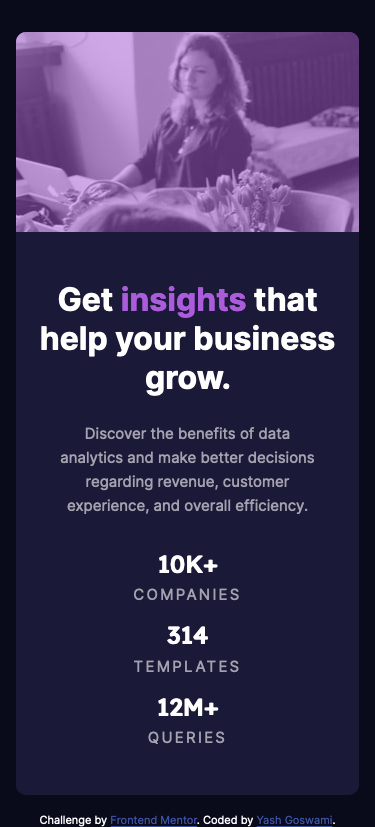 Get insights that
help your business
grow.
Discover the benefits of data
analytics and make better decisions
regarding revenue, customer
experience, and overall efficiency.
10K+
COMPANIES
314
TEMPLATES
12M+
QUERIES
Challenge by Frontend Mentor. Coded by Yash Goswami.